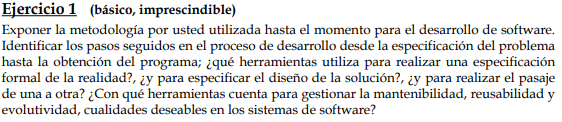 Ejercicio 1 (básico, imprescindible)
Exponer la metodología por usted utilizada hasta el momento para el desarrollo de software.
Identificar los pasos seguidos en el proceso de desarrollo desde la especificación del problema
hasta la obtención del programa; ¿qué herramientas utiliza para realizar una especificación
formal de la realidad?, ¿y para especificar el diseño de la solución?, ¿y para realizar el pasaje
de una a otra? ¿Con qué herramientas cuenta para gestionar la mantenibilidad, reusabilidad y
evolutividad, cualidades deseables en los sistemas de software?